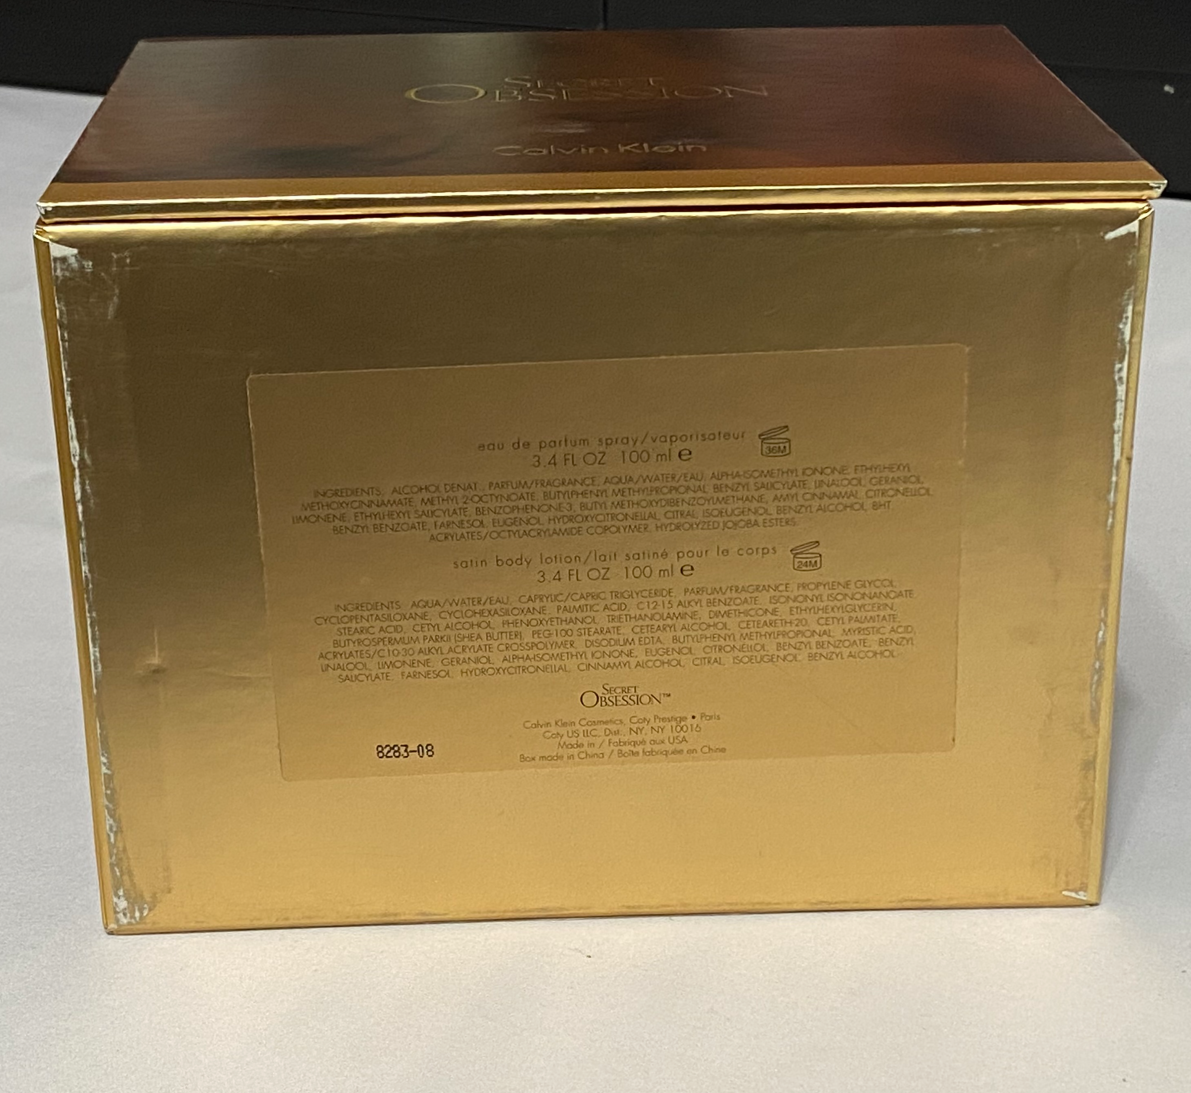 SECRET
OBSESSION
Calvin Klein
eau de parfum spray/vaporisateur
36M
3.4 FL OZ 100 ml ℮
INGREDIENTS: ALCOHOL DENAT., PARFUM/FRAGRANCE, AQUA/WATER/EAU, ALPHA-ISOMETHYL IONONE, ETHYLHEXYL
METHOXYCINNAMATE, METHYL 2-OCTYNOATE, BUTYLPHENYL METHYLPROPIONAL, BENZYL SALICYLATE, LINALOOL, GERANIOL,
LIMONENE, ETHYLHEXYL SALICYLATE, BENZOPHENONE-3, BUTYL METHOXYDIBENZOYLMETHANE, AMYL CINNAMAL, CITRONELLOL,
BENZYL BENZOATE, FARNESOL, EUGENOL, HYDROXYCITRONELLAL, CITRAL, ISOEUGENOL, BENZYL ALCOHOL, BHT,
ACRYLATES/OCTYLACRYLAMIDE COPOLYMER, HYDROLYZED JOJOBA ESTERS.
satin body lotion/lait satiné pour le corps
24M
3.4 FL OZ 100 ml ℮
INGREDIENTS: AQUA/WATER/EAU, CAPRYLIC/CAPRIC TRIGLYCERIDE, PARFUM/FRAGRANCE, PROPYLENE GLYCOL,
CYCLOPENTASILOXANE, CYCLOHEXASILOXANE, PALMITIC ACID, C12-15 ALKYL BENZOATE, ISONONYL ISONONANOATE,
STEARIC ACID, CETYL ALCOHOL, PHENOXYETHANOL, TRIETHANOLAMINE, DIMETHICONE, ETHYLHEXYLGLYCERIN,
BUTYROSPERMUM PARKII (SHEA BUTTER), PEG-100 STEARATE, CETEARYL ALCOHOL, CETEARETH-20, CETYL PALMITATE,
ACRYLATES/C10-30 ALKYL ACRYLATE CROSSPOLYMER, DISODIUM EDTA, BUTYLPHENYL METHYLPROPIONAL, MYRISTIC ACID,
LINALOOL, LIMONENE, GERANIOL, ALPHA-ISOMETHYL IONONE, EUGENOL, CITRONELLOL, BENZYL BENZOATE, BENZYL
SALICYLATE, FARNESOL, HYDROXYCITRONELLAL, CINNAMYL ALCOHOL, CITRAL, ISOEUGENOL, BENZYL ALCOHOL.
SECRET
OBSESSION™
Calvin Klein Cosmetics, Coty Prestige • Paris
Coty US LLC, Dist., NY, NY 10016
Made in / Fabriqué aux USA
Box made in China / Boîte fabriquée en Chine
8283-08